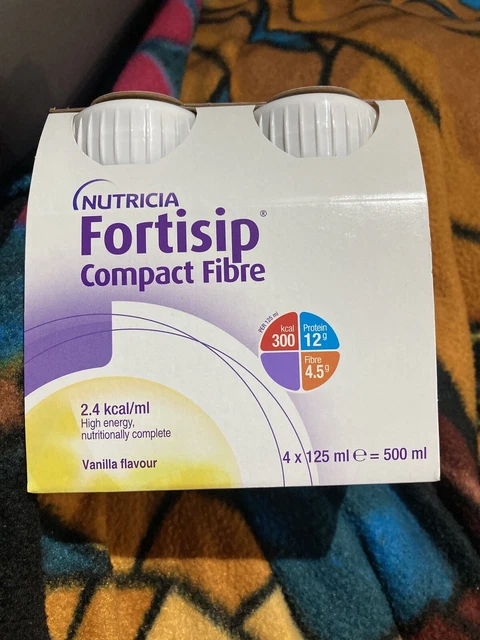 NUTRICIA
Fortisip®
Compact Fibre
PER 125 ml
kcal
300
Protein
12g
Fibre
4.5g
2.4 kcal/ml
High energy,
nutritionally complete
Vanilla flavour
4 x 125 ml ℮ = 500 ml